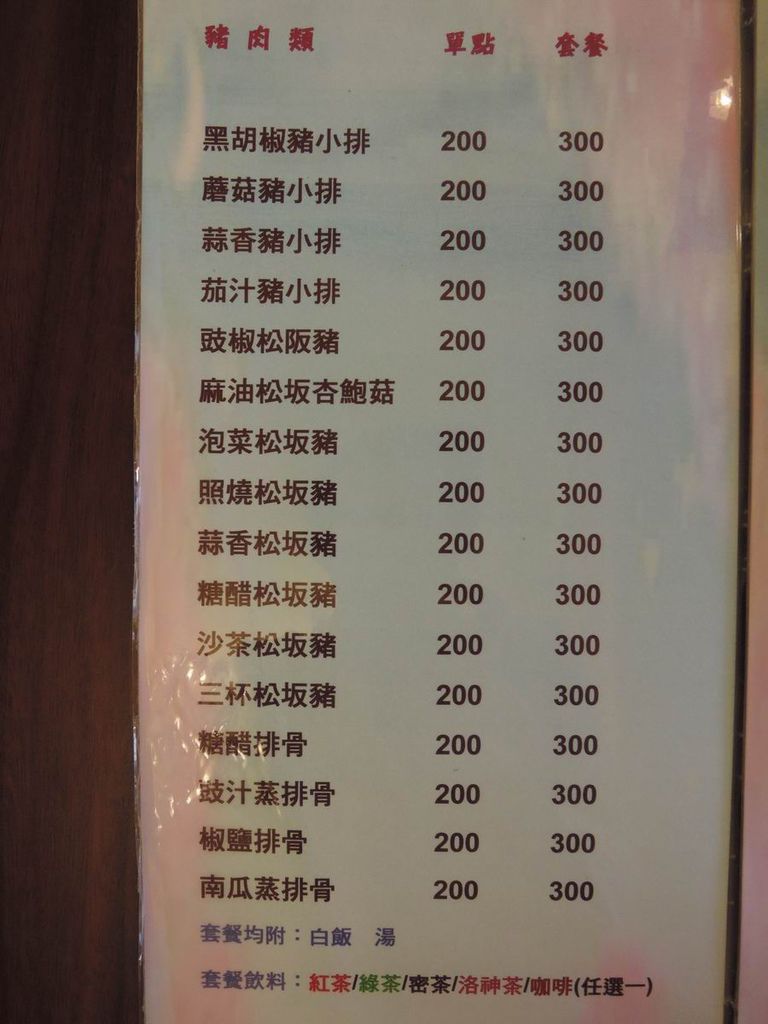 豬肉類 單點 套餐
黑胡椒豬小排 200 300
蘑菇豬小排 200 300
蒜香豬小排 200 300
茄汁豬小排 200 300
豉椒松阪豬 200 300
麻油松坂杏鮑菇 200 300
泡菜松坂豬 200 300
照燒松坂豬 200 300
蒜香松坂豬 200 300
糖醋松坂豬 200 300
沙茶松坂豬 200 300
三杯松坂豬 200 300
糖醋排骨 200 300
豉汁蒸排骨 200 300
椒鹽排骨 200 300
南瓜蒸排骨 200 300
套餐均附：白飯 湯
套餐飲料：紅茶/綠茶/密茶/洛神茶/咖啡(任選一)